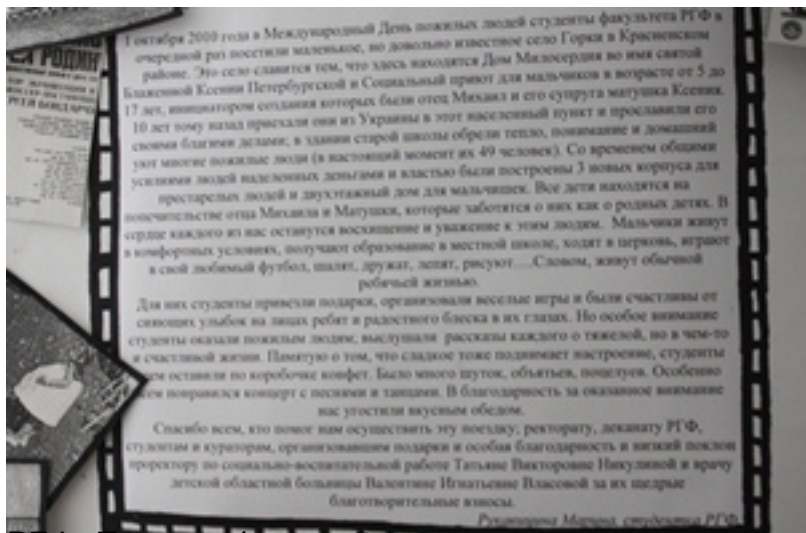 РОДИН
1 октября 2010 года в Международный День пожилых людей студенты факультета РГФ в
очередной раз посетили маленькое, но довольно известное село Горки в Красненском
районе. Это село славится тем, что здесь находятся Дом Милосердия во имя святой
Блаженной Ксении Петербургской и Социальный приют для мальчиков в возрасте от 5 до
17 лет, инициатором создания которых были отец Михаил и его супруга матушка Ксения.
10 лет тому назад приехали они из Украины в этот населенный пункт и прославили его
своими благими делами; в здании старой школы обрели тепло, понимание и домашний
уют многие пожилые люди (в настоящий момент их 49 человек). Со временем общими
усилиями людей наделенных деньгами и властью были построены 3 новых корпуса для
престарелых людей и двухэтажный дом для мальчишек. Все дети находятся на
попечительстве отца Михаила и Матушки, которые заботятся о них как о родных детях. В
сердце каждого из нас останутся восхищение и уважение к этим людям. Мальчики живут
в комфортных условиях, получают образование в местной школе, ходят в церковь, играют
в свой любимый футбол, шалят, дружат, лепят, рисуют….Словом, живут обычной
ребячьей жизнью.
Для них студенты привезли подарки, организовали веселые игры и были счастливы от
сияющих улыбок на лицах ребят и радостного блеска в их глазах. Но особое внимание
студенты оказали пожилым людям; выслушали рассказы каждого о тяжелой, но в чем-то
и счастливой жизни. Памятую о том, что сладкое тоже поднимает настроение, студенты
всем оставили по коробочке конфет. Было много шуток, объятьев, поцелуев. Особенно
всем понравился концерт с песнями и танцами. В благодарность за оказанное внимание
нас угостили вкусным обедом.
Спасибо всем, кто помог нам осуществить эту поездку; ректорату, деканату РГФ,
студентам и кураторам, организовавшим подарки и особая благодарность и низкий поклон
проректору по социально-воспитательной работе Татьяне Викторовне Никулиной и врачу
детской областной больницы Валентине Игнатьевне Власовой за их щедрые
благотворительные взносы.
Марина, студентка РГФ